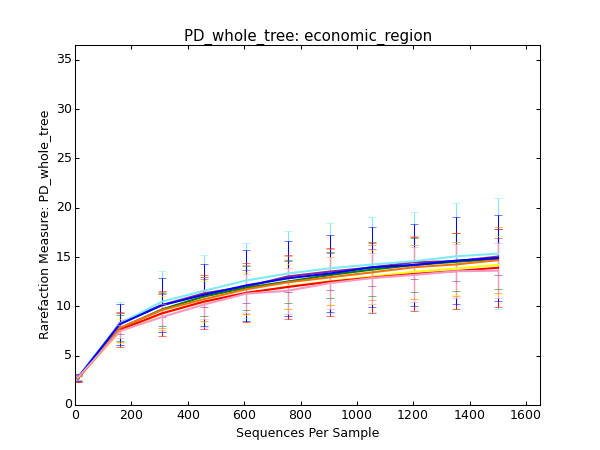 PD_whole_tree: economic_region
Rarefaction Measure: PD_whole_tree
35
30
25
20
15
10
5
0
0 200 400 600 800 1000 1200 1400 1600
Sequences Per Sample